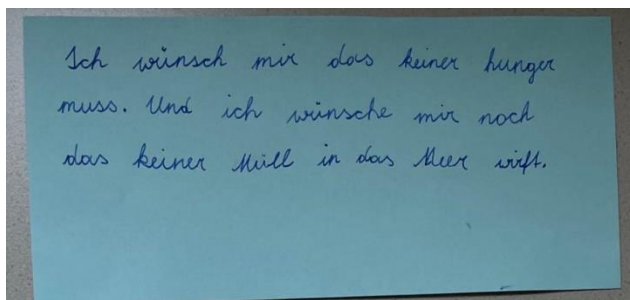 Ich wünsch mir das keiner hunger
muss. Und ich wünsche mir noch
das keiner Müll in das Meer wirft.